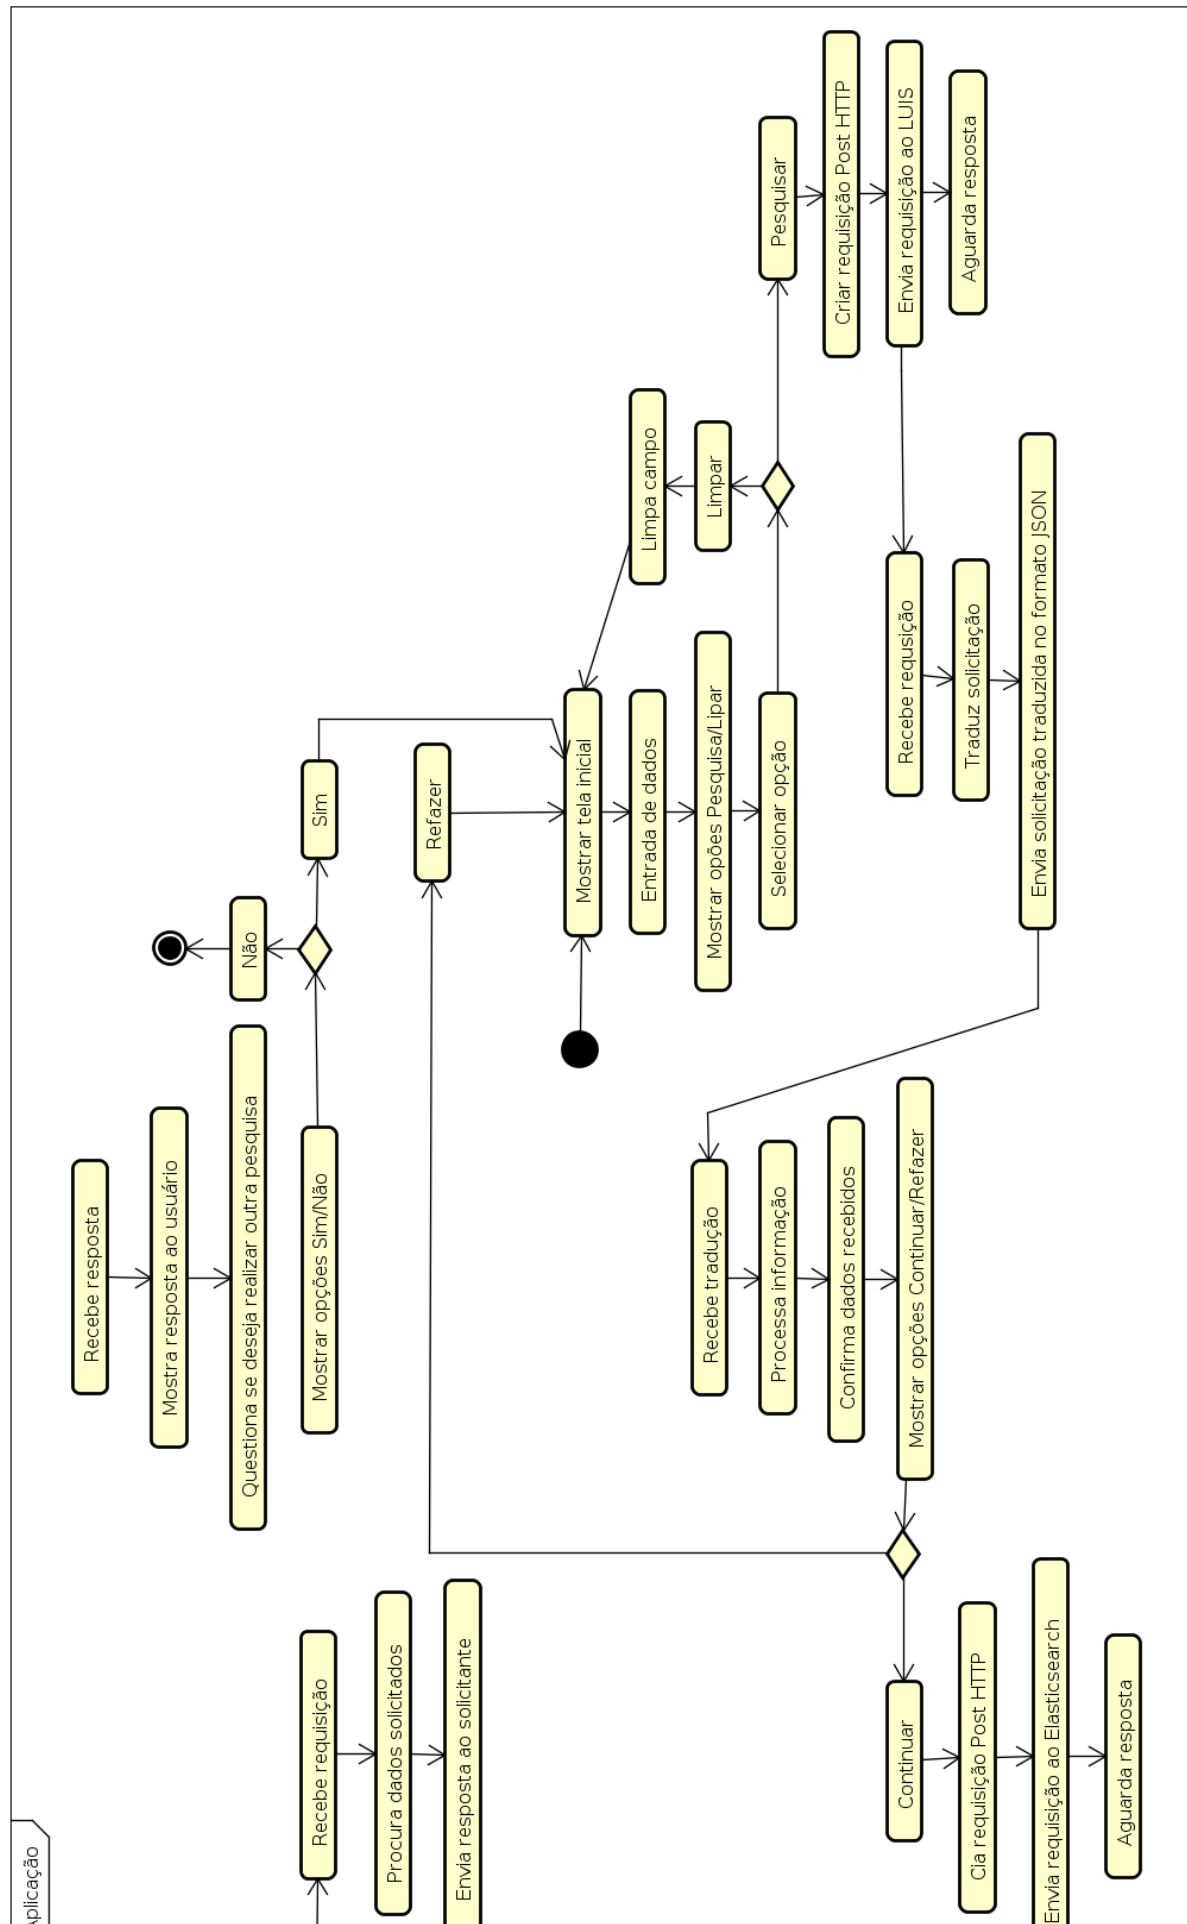 Aplicação
Recebe requisição
Procura dados solicitados
Envia resposta ao solicitante
Continuar
Cia requisição Post HTTP
Envia requisição ao Elasticsearch
Aguarda resposta
Recebe resposta
Mostra resposta ao usuário
Questiona se deseja realizar outra pesquisa
Mostrar opções Sim/Não
Recebe tradução
Processa informação
Confirma dados recebidos
Mostrar opções Continuar/Refazer
Não
Sim
Refazer
Mostrar tela inicial
Entrada de dados
Mostrar opões Pesquisa/Lipar
Selecionar opção
Limpa campo
Limpar
Recebe requsição
Traduz solicitação
Envia solicitação traduzida no formato JSON
Pesquisar
Criar requisição Post HTTP
Envia requisição ao LUIS
Aguarda resposta